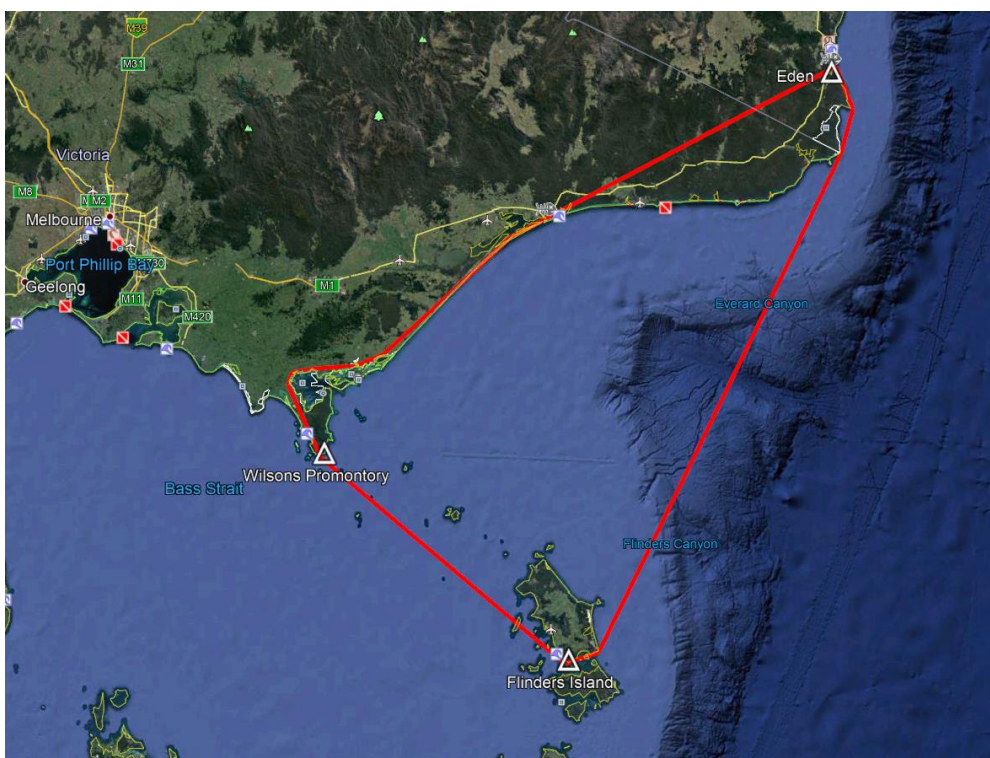 M39
M31
Eden
Victoria
M8
M2
Melbourne
Port Phillip Bay
M1
Geelong
M11
M420
Everard Canyon
Wilsons Promontory
Bass Strait
Flinders Canyon
Flinders Island